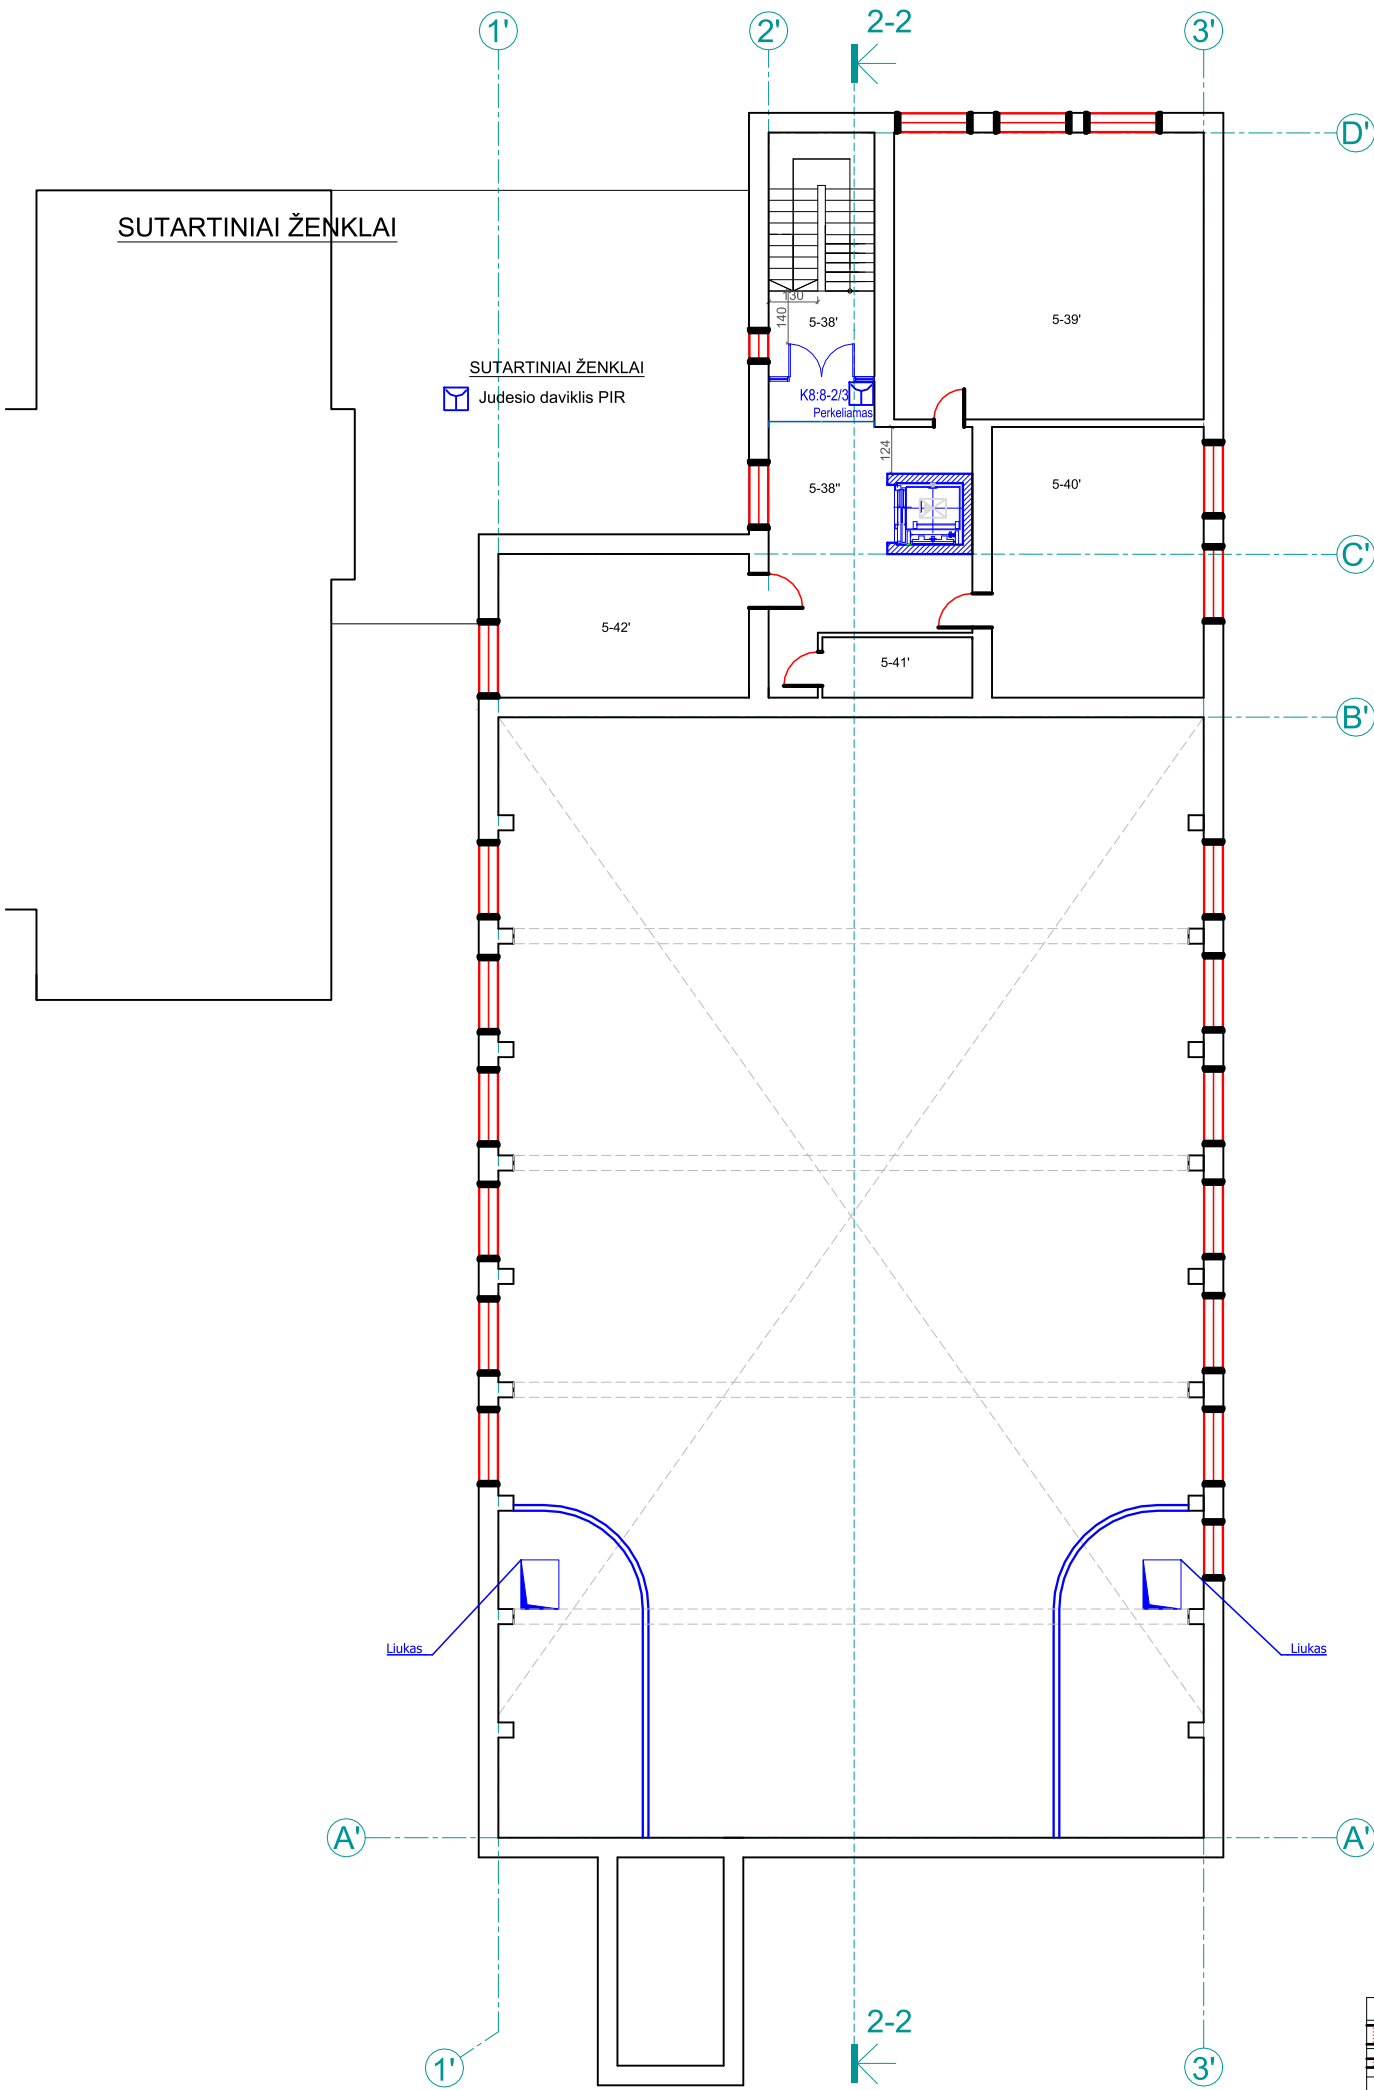 1'
2'
2-2
3'
D'
SUTARTINIAI ŽENKLAI
130
140
5-38'
5-39'
SUTARTINIAI ŽENKLAI
Judesio daviklis PIR
K8:8-2/3
Perkeliamas
124
5-38"
5-40'
C'
5-42'
5-41'
B'
Liukas
Liukas
A'
A'
2-2
1'
3'